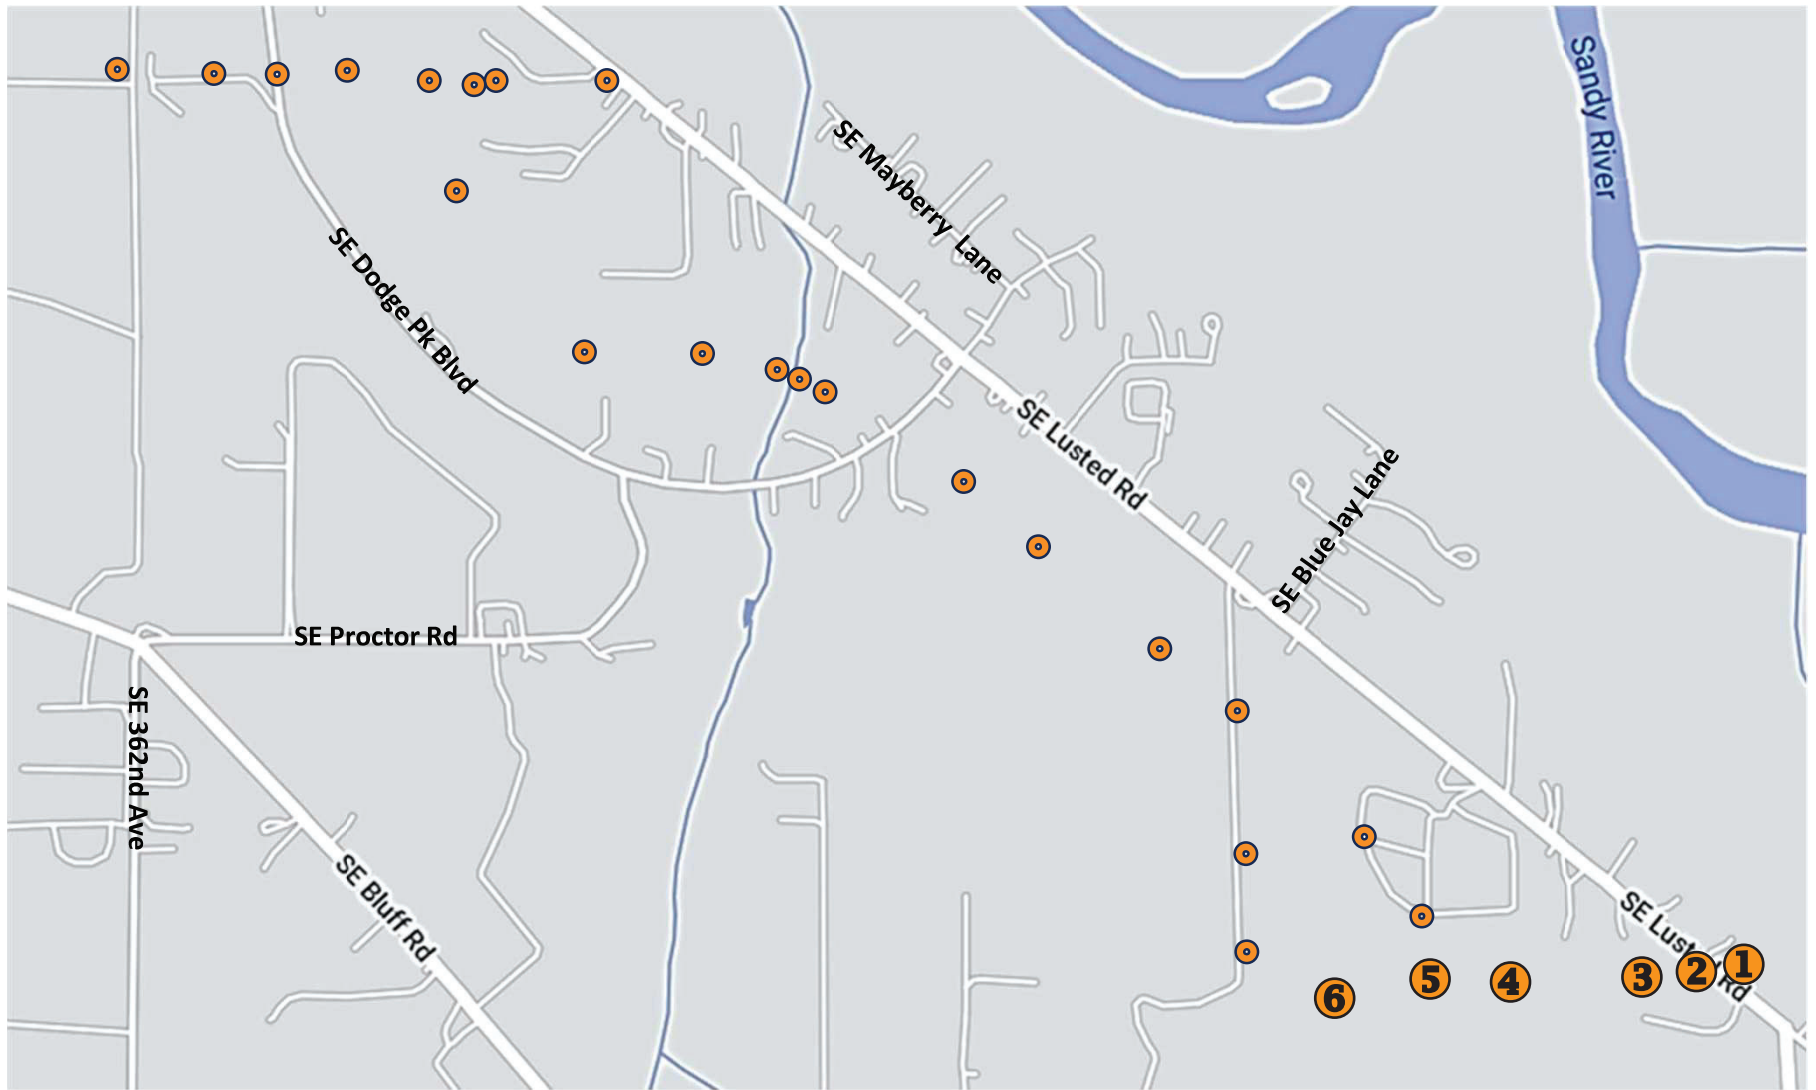 Sandy River
SE Mayberry Lane
SE Dodge Pk Blvd
SE Lusted Rd
SE Blue Jay Lane
SE Proctor Rd
SE 362nd Ave
SE Bluff Rd
SE Lusted Rd
1
2
3
4
5
6